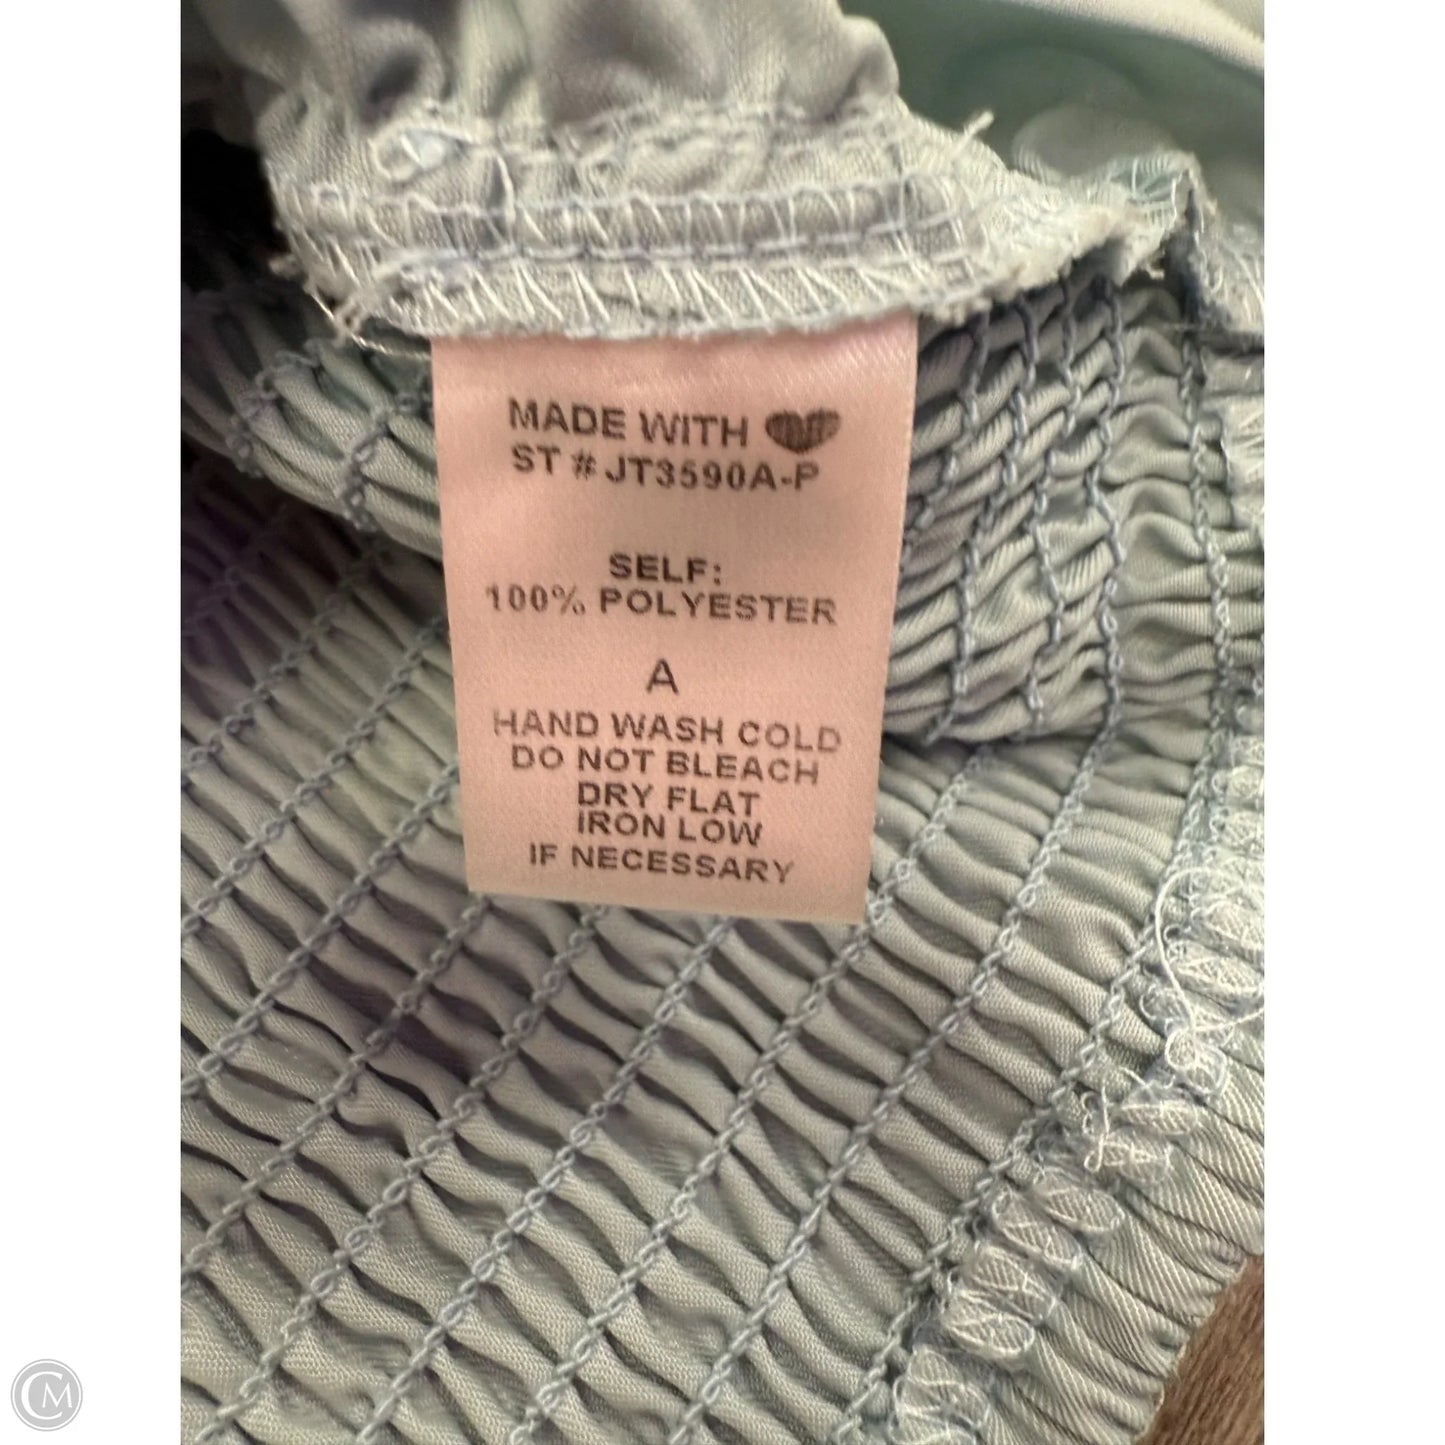 MADE WITH
ST # JT3590A-P
SELF:
100% POLYESTER
A
HAND WASH COLD
DO NOT BLEACH
DRY FLAT
IRON LOW
IF NECESSARY
CM